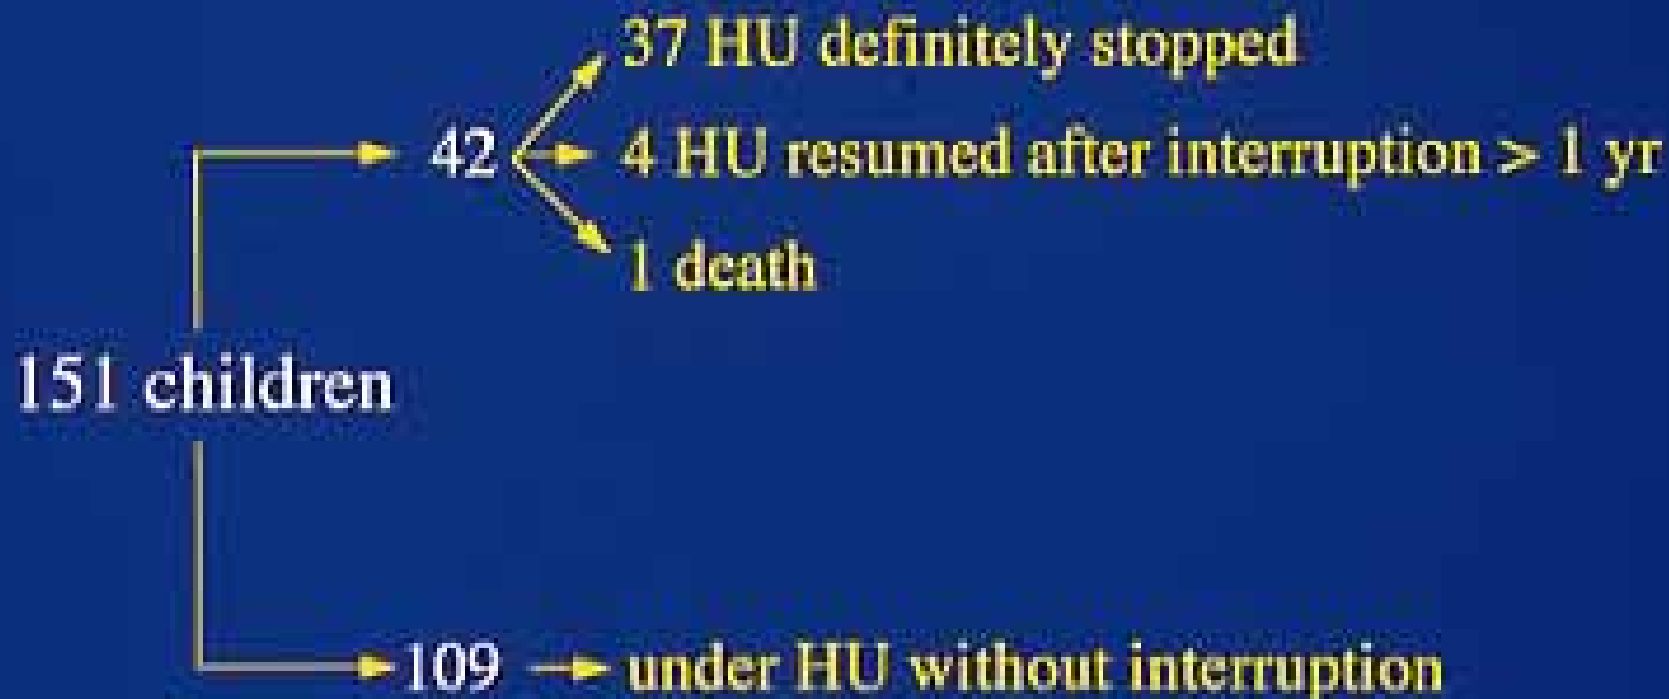 37 HU definitely stopped
42
4 HU resumed after interruption > 1 yr
1 death
151 children
109
under HU without interruption